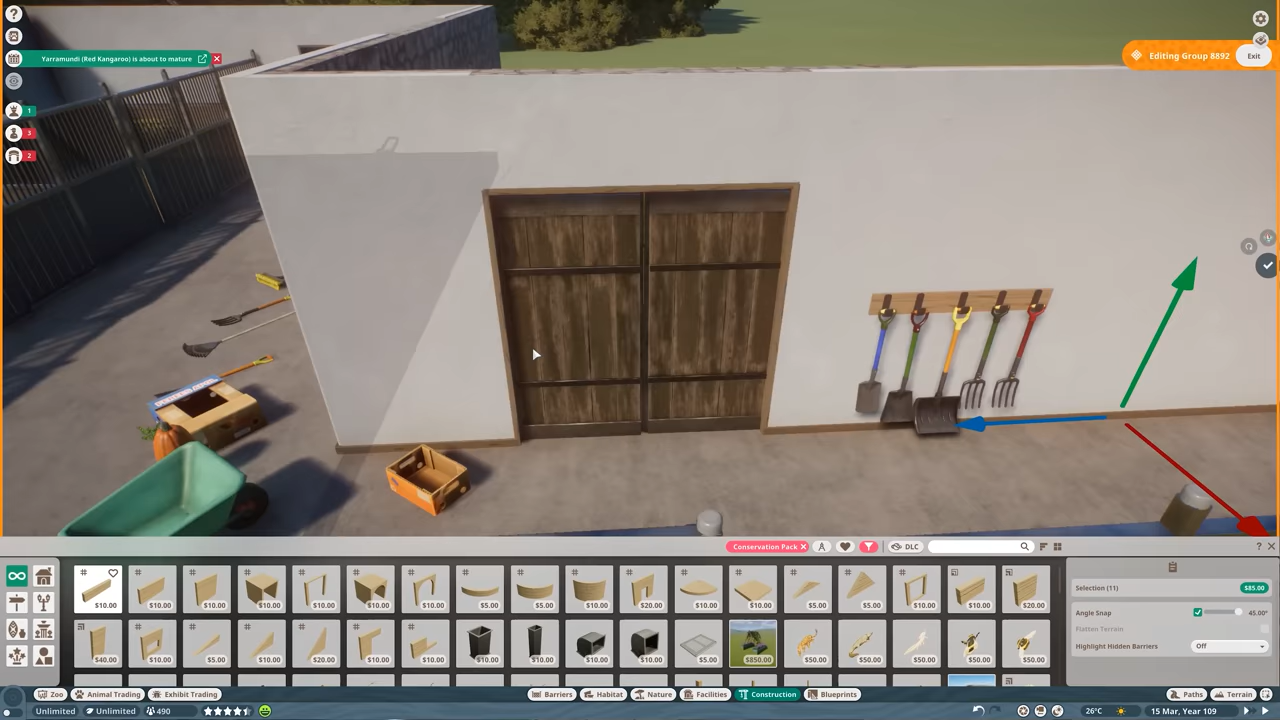 Yarramundi (Red Kangaroo) is about to mature
Editing Group 8892
Exit
1
3
2
Conservation Pack
DLC
$10.00 $10.00 $10.00 $10.00 $10.00 $10.00 $10.00 $5.00 $5.00 $10.00 $20.00 $10.00 $10.00 $5.00 $5.00 $10.00 $10.00 $20.00
$40.00 $10.00 $5.00 $10.00 $20.00 $10.00 $10.00 $10.00 $10.00 $10.00 $10.00 $5.00 $850.00 $50.00 $50.00 $50.00 $50.00 $50.00
Selection (11) $85.00
Angle Snap 45.00°
Flatten Terrain
Highlight Hidden Barriers Off
Zoo Animal Trading Exhibit Trading Barriers Habitat Nature Facilities Construction Blueprints Paths Terrain
Unlimited Unlimited 490 26°C 15 Mar, Year 109